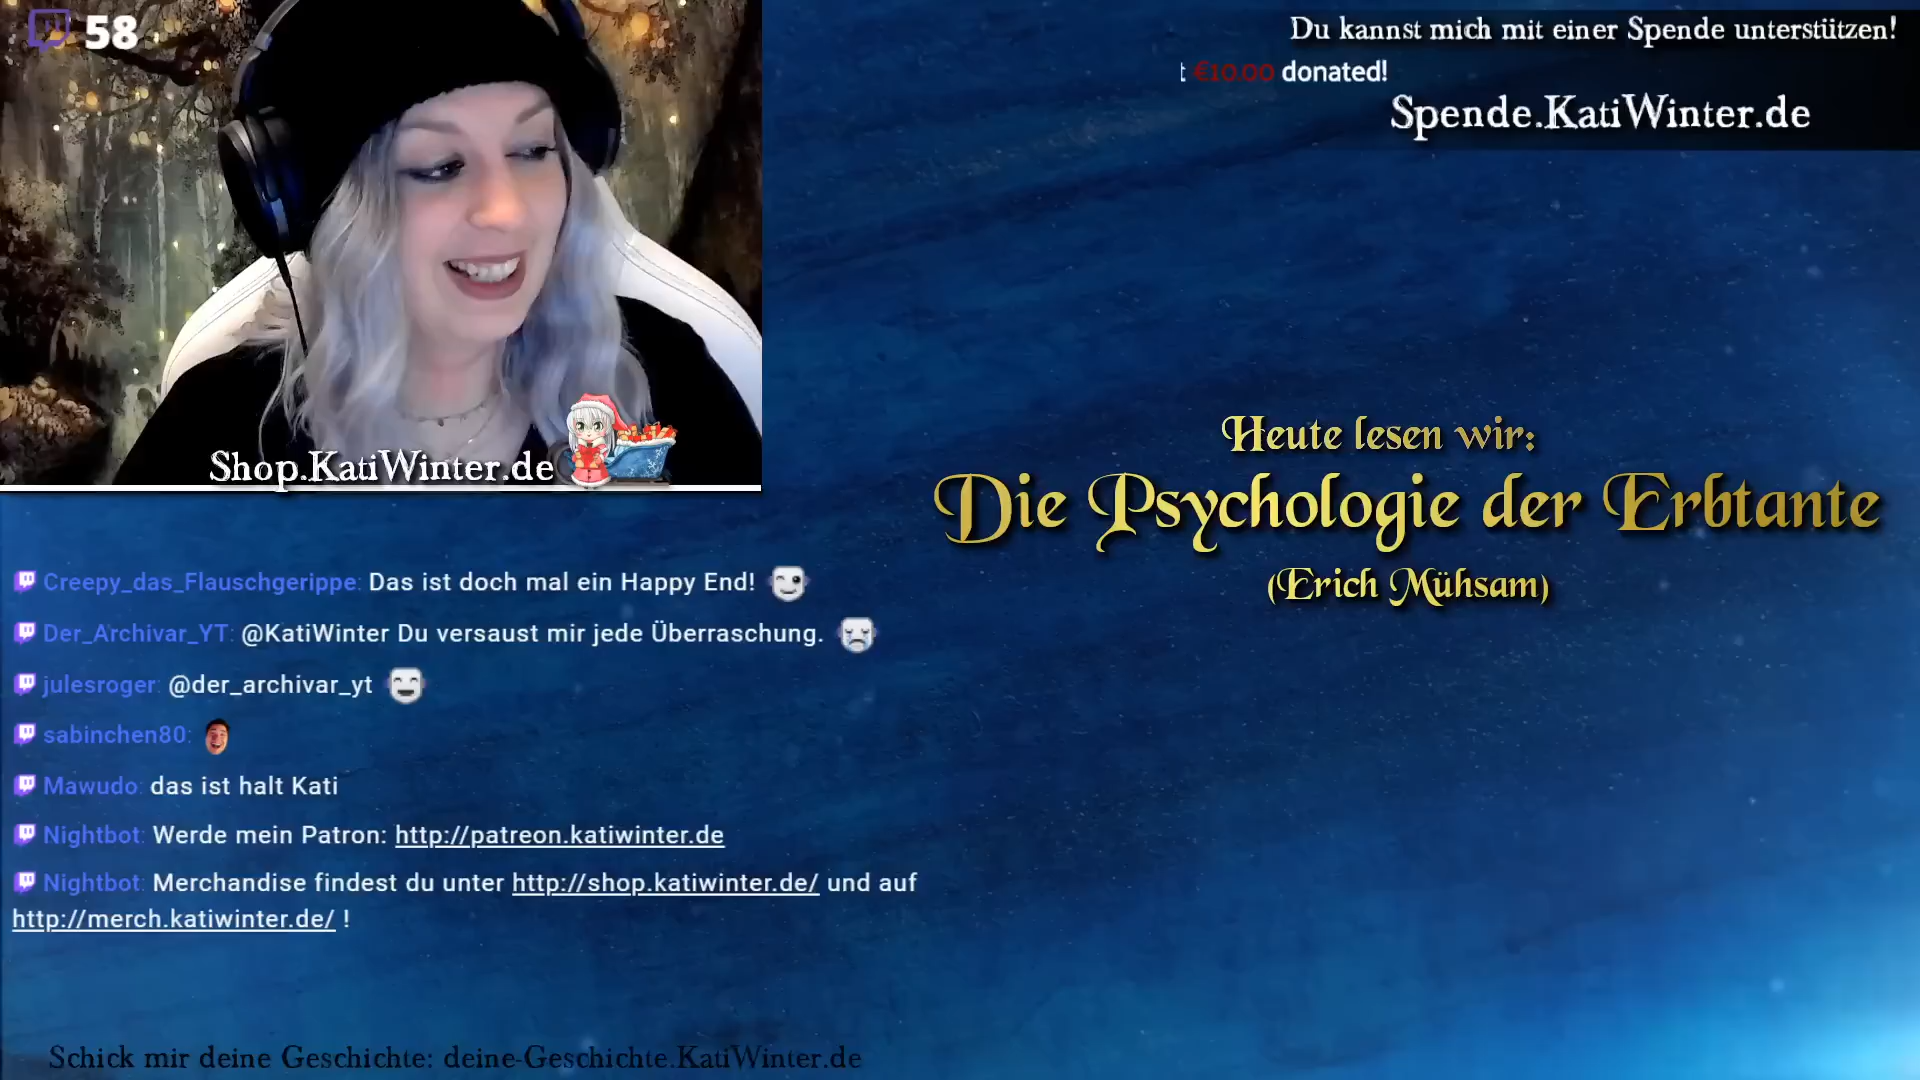 58
Du kannst mich mit einer Spende unterstützen!
t €10.00 donated!
Spende.KatiWinter.de
Shop.KatiWinter.de
Heute lesen wir:
Die Psychologie der Erbtante
(Erich Mühsam)
Creepy_das_Flauschgerippe: Das ist doch mal ein Happy End!
Der_Archivar_YT: @KatiWinter Du versaust mir jede Überraschung.
julesroger: @der_archivar_yt
sabinchen80:
Mawudo: das ist halt Kati
Nightbot: Werde mein Patron: http://patreon.katiwinter.de
Nightbot: Merchandise findest du unter http://shop.katiwinter.de/ und auf
http://merch.katiwinter.de/ !
Schick mir deine Geschichte: deine-Geschichte.KatiWinter.de